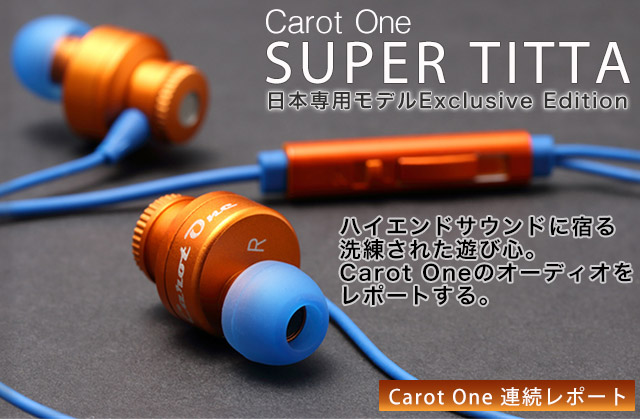 Carot One
SUPER TITTA
日本専用モデルExclusive Edition
Carot One
R
ハイエンドサウンドに宿る
洗練された遊び心。
Carot Oneのオーディオを
レポートする。
Carot One 連続レポート